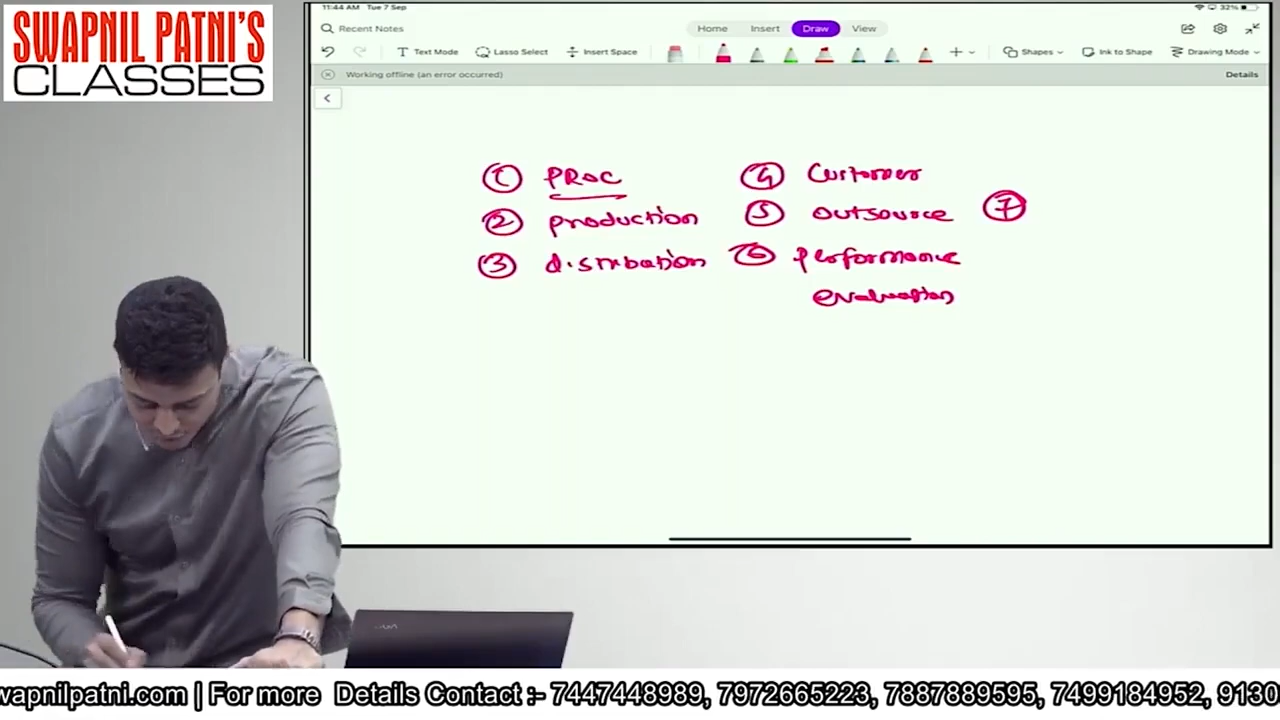 SWAPNIL PATNI'S
CLASSES
11:44 AM Tue 7 Sep
32%
Recent Notes
Home Insert Draw View
Text Mode Lasso Select Insert Space Shapes Ink to Shape Drawing Mode
Working offline (an error occurred) Details
1 PROC
2 production
3 distribution
4 Customer
5 outsource
6 performance
evaluation
7
wapnilpatni.com | For more Details Contact :- 7447448989, 7972665223, 7887889595, 7499184952, 9130